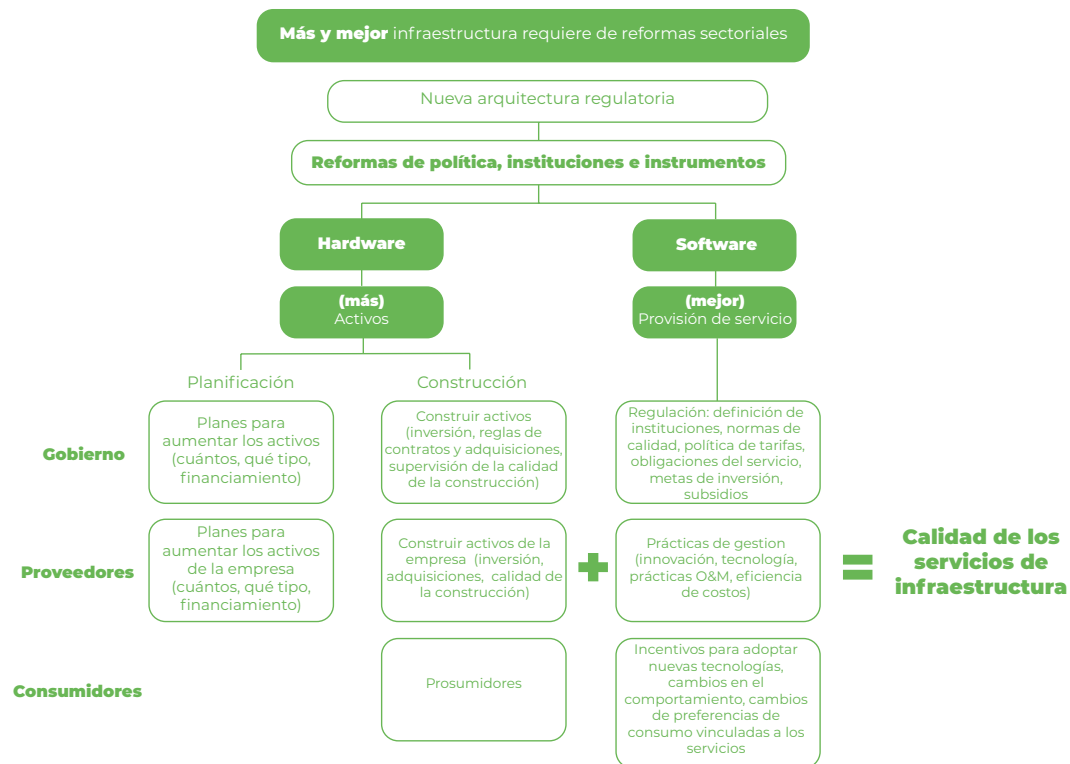 Más y mejor infraestructura requiere de reformas sectoriales
Nueva arquitectura regulatoria
Reformas de política, instituciones e instrumentos
Hardware
Software
(más)
Activos
(mejor)
Provisión de servicio
Planificación
Construcción
Gobierno
Planes para
aumentar los activos
(cuántos, qué tipo,
financiamiento)
Construir activos
(inversión, reglas de
contratos y adquisiciones,
supervisión de la calidad
de la construcción)
Regulación: definición de
instituciones, normas de
calidad, política de tarifas,
obligaciones del servicio,
metas de inversión,
subsidios
Proveedores
Planes para
aumentar los activos
de la empresa
(cuántos, qué tipo,
financiamiento)
Construir activos de la
empresa (inversión,
adquisiciones, calidad de
la construcción)
+
Prácticas de gestion
(innovación, tecnología,
prácticas O&M, eficiencia
de costos)
=
Calidad de los
servicios de
infraestructura
Consumidores
Prosumidores
Incentivos para adoptar
nuevas tecnologías,
cambios en el
comportamiento, cambios
de preferencias de
consumo vinculadas a los
servicios